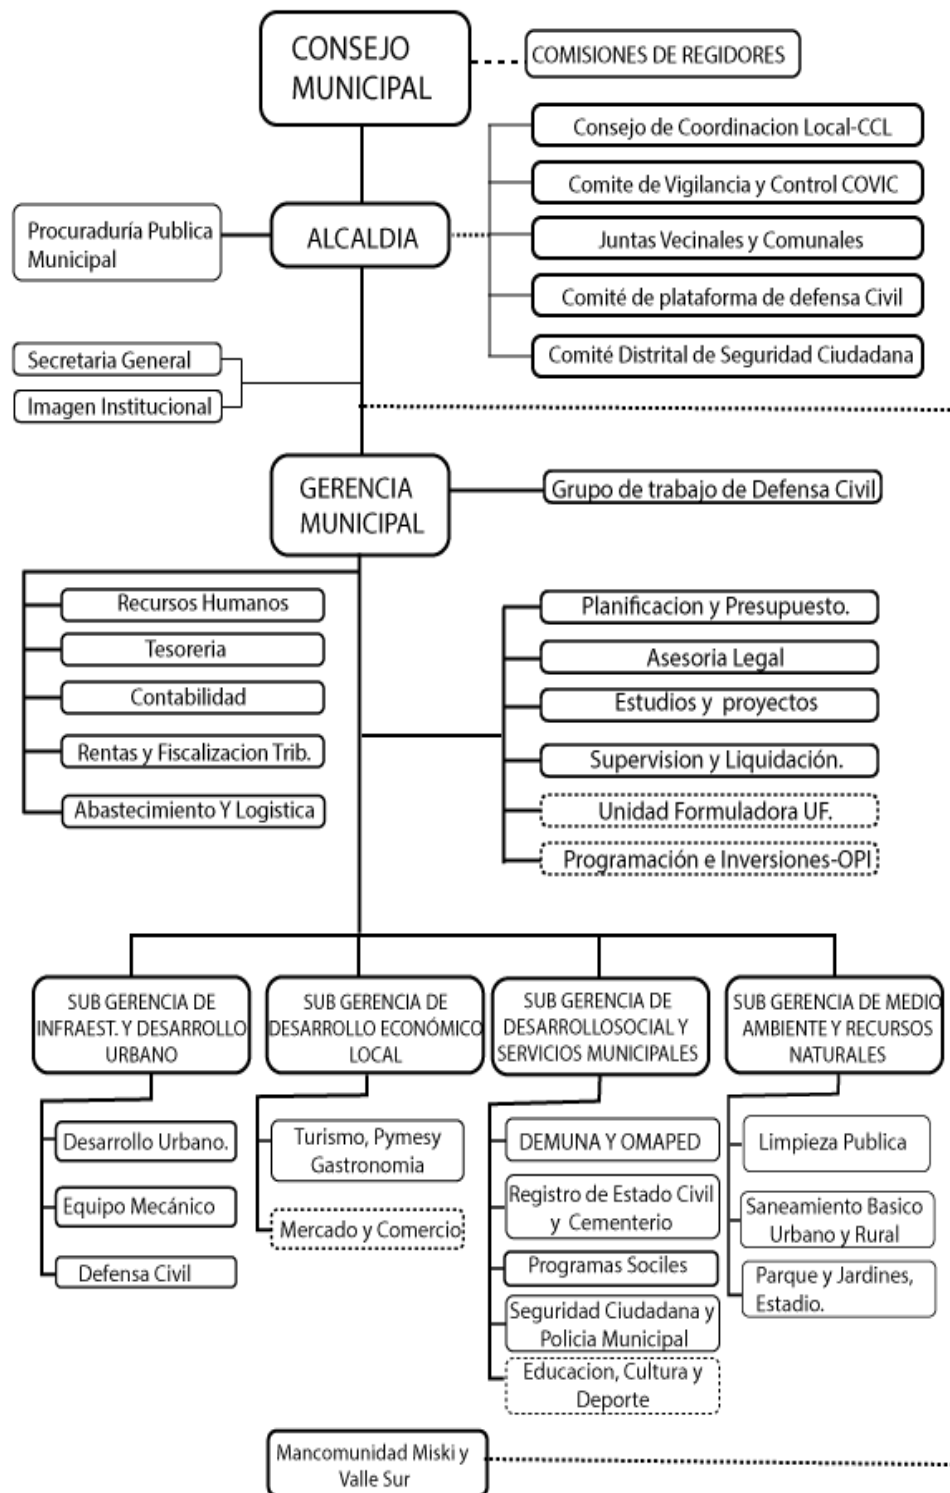 CONSEJO
MUNICIPAL
COMISIONES DE REGIDORES
Consejo de Coordinacion Local-CCL
Comite de Vigilancia y Control COVIC
Procuraduría Publica
Municipal
ALCALDIA
Juntas Vecinales y Comunales
Comité de plataforma de defensa Civil
Comité Distrital de Seguridad Ciudadana
Secretaria General
Imagen Institucional
GERENCIA
MUNICIPAL
Grupo de trabajo de Defensa Civil
Recursos Humanos
Tesoreria
Contabilidad
Rentas y Fiscalizacion Trib.
Abastecimiento Y Logistica
Planificacion y Presupuesto.
Asesoria Legal
Estudios y proyectos
Supervision y Liquidación.
Unidad Formuladora UF.
Programación e Inversiones-OPI
SUB GERENCIA DE
INFRAEST. Y DESARROLLO
URBANO
SUB GERENCIA DE
DESARROLLO ECONÓMICO
LOCAL
SUB GERENCIA DE
DESARROLLOSOCIAL Y
SERVICIOS MUNICIPALES
SUB GERENCIA DE MEDIO
AMBIENTE Y RECURSOS
NATURALES
Desarrollo Urbano.
Equipo Mecánico
Defensa Civil
Turismo, Pymesy
Gastronomia
Mercado y Comercio
DEMUNA Y OMAPED
Registro de Estado Civil
y Cementerio
Programas Sociles
Seguridad Ciudadana y
Policia Municipal
Educacion, Cultura y
Deporte
Limpieza Publica
Saneamiento Basico
Urbano y Rural
Parque y Jardines,
Estadio.
Mancomunidad Miski y
Valle Sur